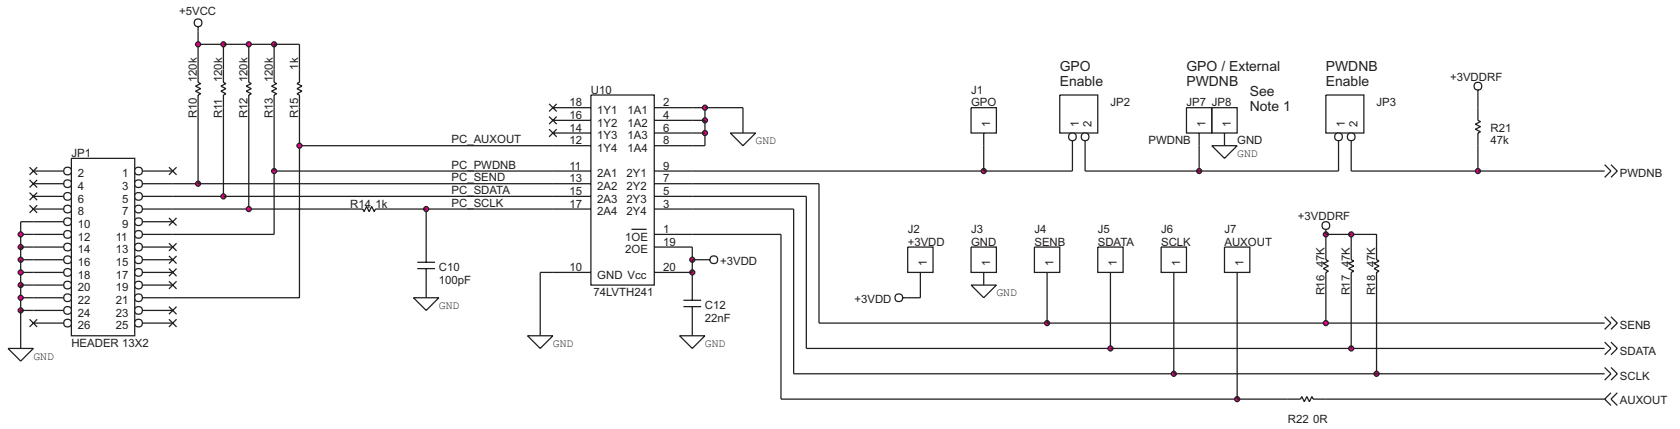 +5VCC
R10 120k
R11 120k
R12 120k
R13 120k
R15 1k
JP1
2 1
4 3
6 5
8 7
10 9
12 11
14 13
16 15
18 17
20 19
22 21
24 23
26 25
HEADER 13X2
GND
R14 1k
C10
100pF
GND
PC_AUXOUT
PC_PWDNB
PC_SEND
PC_SDATA
PC_SCLK
U10
18 1Y1 1A1 2
16 1Y2 1A2 4
14 1Y3 1A3 6
12 1Y4 1A4 8
11 2A1 2Y1 9
13 2A2 2Y2 7
15 2A3 2Y3 5
17 2A4 2Y4 3
1OE 1
2OE 19
10 GND Vcc 20
74LVTH241
GND
GND
+3VDD
C12
22nF
GND
J1
GPO
1
GPO
Enable
1 2
JP2
GPO / External
PWDNB
See
Note 1
JP7 JP8
1 1
PWDNB
GND
GND
PWDNB
Enable
1 2
JP3
+3VDDRF
R21
47k
PWDNB
J2
+3VDD
1
+3VDD
J3
GND
1
GND
J4
SENB
1
J5
SDATA
1
J6
SCLK
1
J7
AUXOUT
1
+3VDDRF
R16 47K
R17 47K
R18 47K
SENB
SDATA
SCLK
AUXOUT
R22 0R